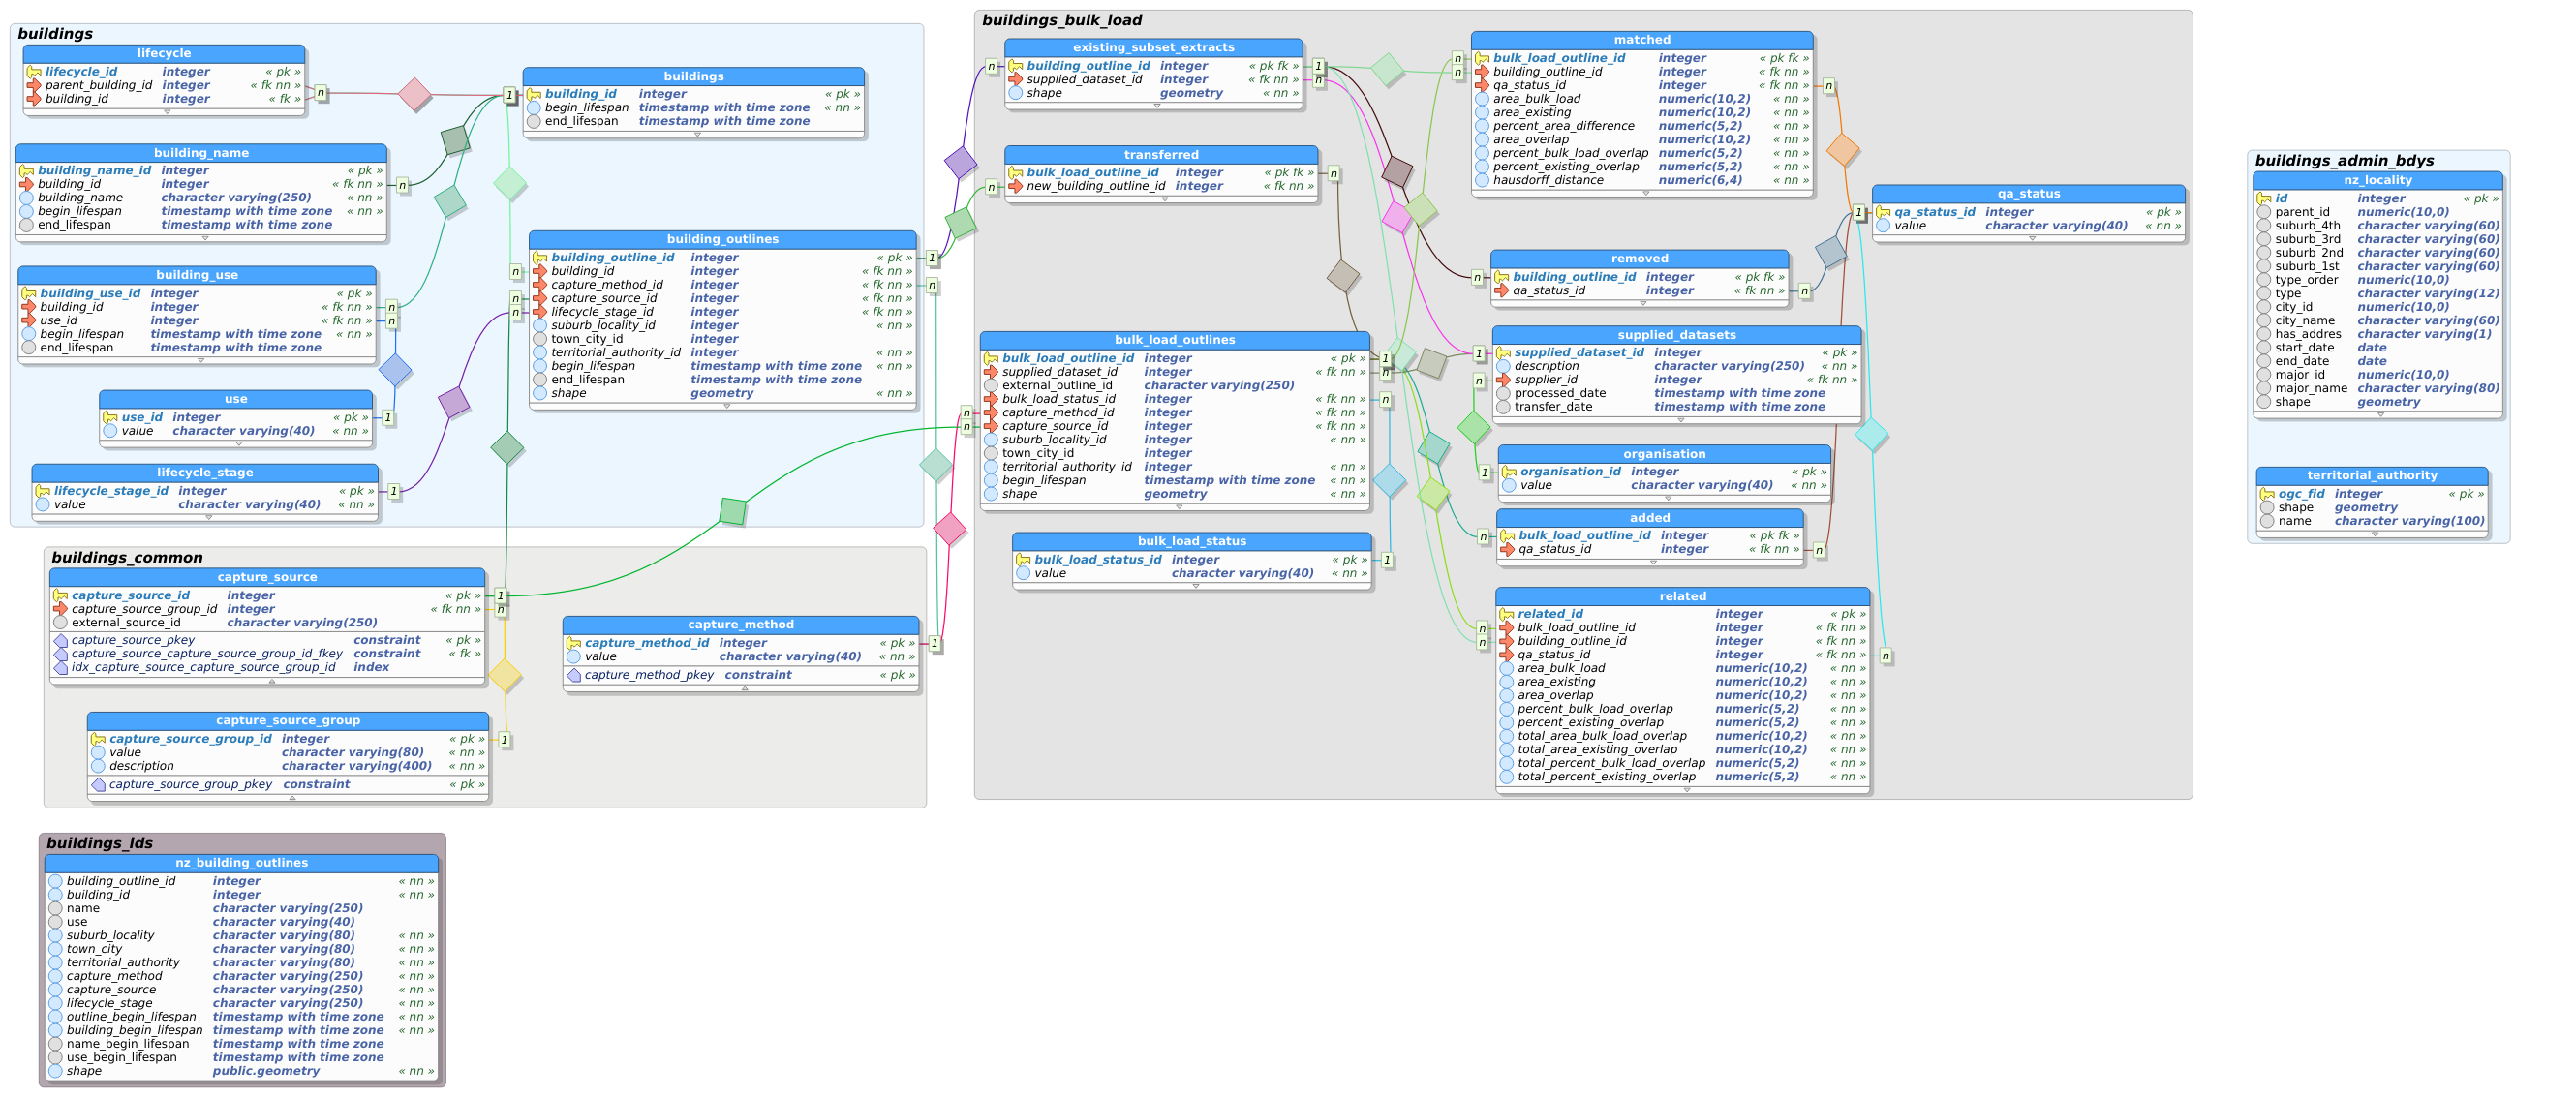 buildings
lifecycle
lifecycle_id integer « pk »
parent_building_id integer « fk nn »
building_id integer « fk »
n
1
buildings
building_id integer « pk »
begin_lifespan timestamp with time zone « nn »
end_lifespan timestamp with time zone
building_name
building_name_id integer « pk »
building_id integer « fk nn »
building_name character varying(250) « nn »
begin_lifespan timestamp with time zone « nn »
end_lifespan timestamp with time zone
n
building_use
building_use_id integer « pk »
building_id integer « fk nn »
use_id integer « fk nn »
begin_lifespan timestamp with time zone « nn »
end_lifespan timestamp with time zone
n
n
use
use_id integer « pk »
value character varying(40) « nn »
1
lifecycle_stage
lifecycle_stage_id integer « pk »
value character varying(40) « nn »
1
building_outlines
building_outline_id integer « pk »
building_id integer « fk nn »
capture_method_id integer « fk nn »
capture_source_id integer « fk nn »
lifecycle_stage_id integer « fk nn »
suburb_locality_id integer « nn »
town_city_id integer
territorial_authority_id integer « nn »
begin_lifespan timestamp with time zone « nn »
end_lifespan timestamp with time zone
shape geometry « nn »
n
n
n
1
n
buildings_common
capture_source
capture_source_id integer « pk »
capture_source_group_id integer « fk nn »
external_source_id character varying(250)
capture_source_pkey constraint « pk »
capture_source_capture_source_group_id_fkey constraint « fk »
idx_capture_source_capture_source_group_id index
1
n
capture_method
capture_method_id integer « pk »
value character varying(40) « nn »
capture_method_pkey constraint « pk »
1
capture_source_group
capture_source_group_id integer « pk »
value character varying(80) « nn »
description character varying(400) « nn »
capture_source_group_pkey constraint « pk »
1
buildings_lds
nz_building_outlines
building_outline_id integer « nn »
building_id integer « nn »
name character varying(250)
use character varying(40)
suburb_locality character varying(80) « nn »
town_city character varying(80) « nn »
territorial_authority character varying(80) « nn »
capture_method character varying(250) « nn »
capture_source character varying(250) « nn »
lifecycle_stage character varying(250) « nn »
outline_begin_lifespan timestamp with time zone « nn »
building_begin_lifespan timestamp with time zone « nn »
name_begin_lifespan timestamp with time zone
use_begin_lifespan timestamp with time zone
shape public.geometry « nn »
buildings_bulk_load
existing_subset_extracts
building_outline_id integer « pk fk »
supplied_dataset_id integer « fk nn »
shape geometry « nn »
n
1
n
transferred
bulk_load_outline_id integer « pk fk »
new_building_outline_id integer « fk nn »
n
n
bulk_load_outlines
bulk_load_outline_id integer « pk »
supplied_dataset_id integer « fk nn »
external_outline_id character varying(250)
bulk_load_status_id integer « fk nn »
capture_method_id integer « fk nn »
capture_source_id integer « fk nn »
suburb_locality_id integer « nn »
town_city_id integer
territorial_authority_id integer « nn »
begin_lifespan timestamp with time zone « nn »
shape geometry « nn »
n
n
1
n
n
bulk_load_status
bulk_load_status_id integer « pk »
value character varying(40) « nn »
1
matched
bulk_load_outline_id integer « pk fk »
building_outline_id integer « fk nn »
qa_status_id integer « fk nn »
area_bulk_load numeric(10,2) « nn »
area_existing numeric(10,2) « nn »
percent_area_difference numeric(5,2) « nn »
area_overlap numeric(10,2) « nn »
percent_bulk_load_overlap numeric(5,2) « nn »
percent_existing_overlap numeric(5,2) « nn »
hausdorff_distance numeric(6,4) « nn »
n
n
n
qa_status
qa_status_id integer « pk »
value character varying(40) « nn »
1
removed
building_outline_id integer « pk fk »
qa_status_id integer « fk nn »
n
n
supplied_datasets
supplied_dataset_id integer « pk »
description character varying(250) « nn »
supplier_id integer « fk nn »
processed_date timestamp with time zone
transfer_date timestamp with time zone
1
n
organisation
organisation_id integer « pk »
value character varying(40) « nn »
1
added
bulk_load_outline_id integer « pk fk »
qa_status_id integer « fk nn »
n
n
related
related_id integer « pk »
bulk_load_outline_id integer « fk nn »
building_outline_id integer « fk nn »
qa_status_id integer « fk nn »
area_bulk_load numeric(10,2) « nn »
area_existing numeric(10,2) « nn »
area_overlap numeric(10,2) « nn »
percent_bulk_load_overlap numeric(5,2) « nn »
percent_existing_overlap numeric(5,2) « nn »
total_area_bulk_load_overlap numeric(10,2) « nn »
total_area_existing_overlap numeric(10,2) « nn »
total_percent_bulk_load_overlap numeric(5,2) « nn »
total_percent_existing_overlap numeric(5,2) « nn »
n
n
n
buildings_admin_bdys
nz_locality
id integer « pk »
parent_id numeric(10,0)
suburb_4th character varying(60)
suburb_3rd character varying(60)
suburb_2nd character varying(60)
suburb_1st character varying(60)
type_order numeric(10,0)
type character varying(12)
city_id numeric(10,0)
city_name character varying(60)
has_addres character varying(1)
start_date date
end_date date
major_id numeric(10,0)
major_name character varying(80)
shape geometry
territorial_authority
ogc_fid integer « pk »
shape geometry
name character varying(100)